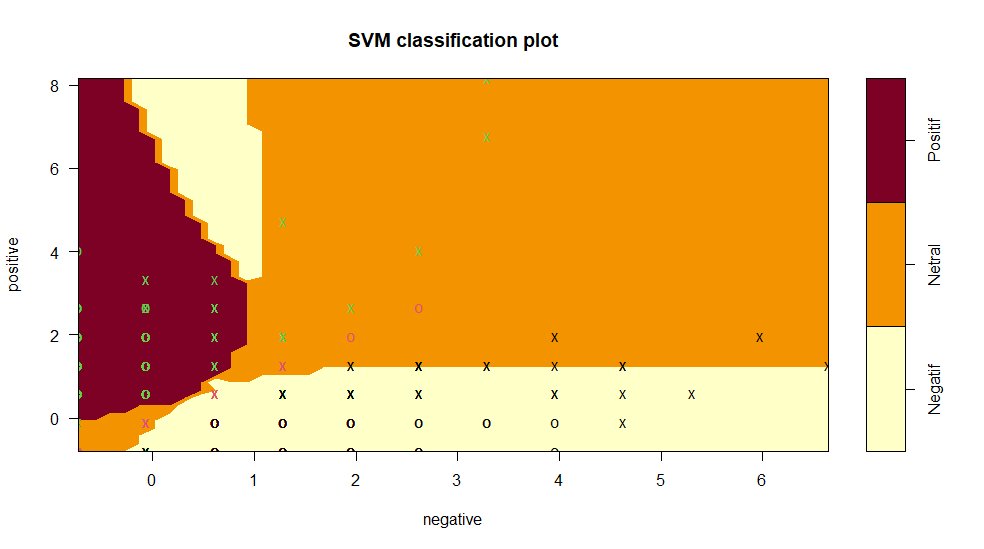 SVM classification plot
8
6
4
2
0
positive
0
1
2
3
4
5
6
negative
Positif
Netral
Negatif